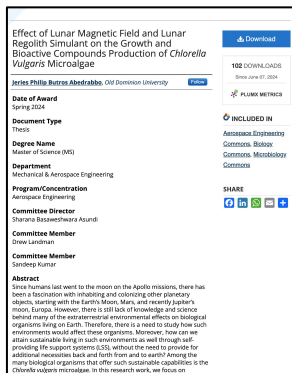 Effect of Lunar Magnetic Field and Lunar
Regolith Simulant on the Growth and
Bioactive Compounds Production of Chlorella
Vulgaris Microalgae
Jeries Philip Butros Abedrabbo, Old Dominion University
Follow
Date of Award
Spring 2024
Document Type
Thesis
Degree Name
Master of Science (MS)
Department
Mechanical & Aerospace Engineering
Program/Concentration
Aerospace Engineering
Committee Director
Sharana Basaweshwara Asundi
Committee Member
Drew Landman
Committee Member
Sandeep Kumar
Abstract
Since humans last went to the moon on the Apollo missions, there has
been a fascination with inhabiting and colonizing other planetary
objects, starting with the Earth's Moon, Mars, and recently Jupiter's
moon, Europa. However, there is still lack of knowledge and science
behind many of the extraterrestrial environmental effects on biological
organisms living on Earth. Therefore, there is a need to study how such
environments would affect these organisms. Moreover, how can we
attain sustainable living in such environments as well through self-
providing life support systems (LSS), without the need to provide for
additional necessities back and forth from and to earth? Among the
many biological organisms that offer such sustainable capabilities is the
Chlorella vulgaris microalgae. In this research work, we focus on
Download
102 DOWNLOADS
Since June 07, 2024
PLUMX METRICS
INCLUDED IN
Aerospace Engineering
Commons, Biology
Commons, Microbiology
Commons
SHARE